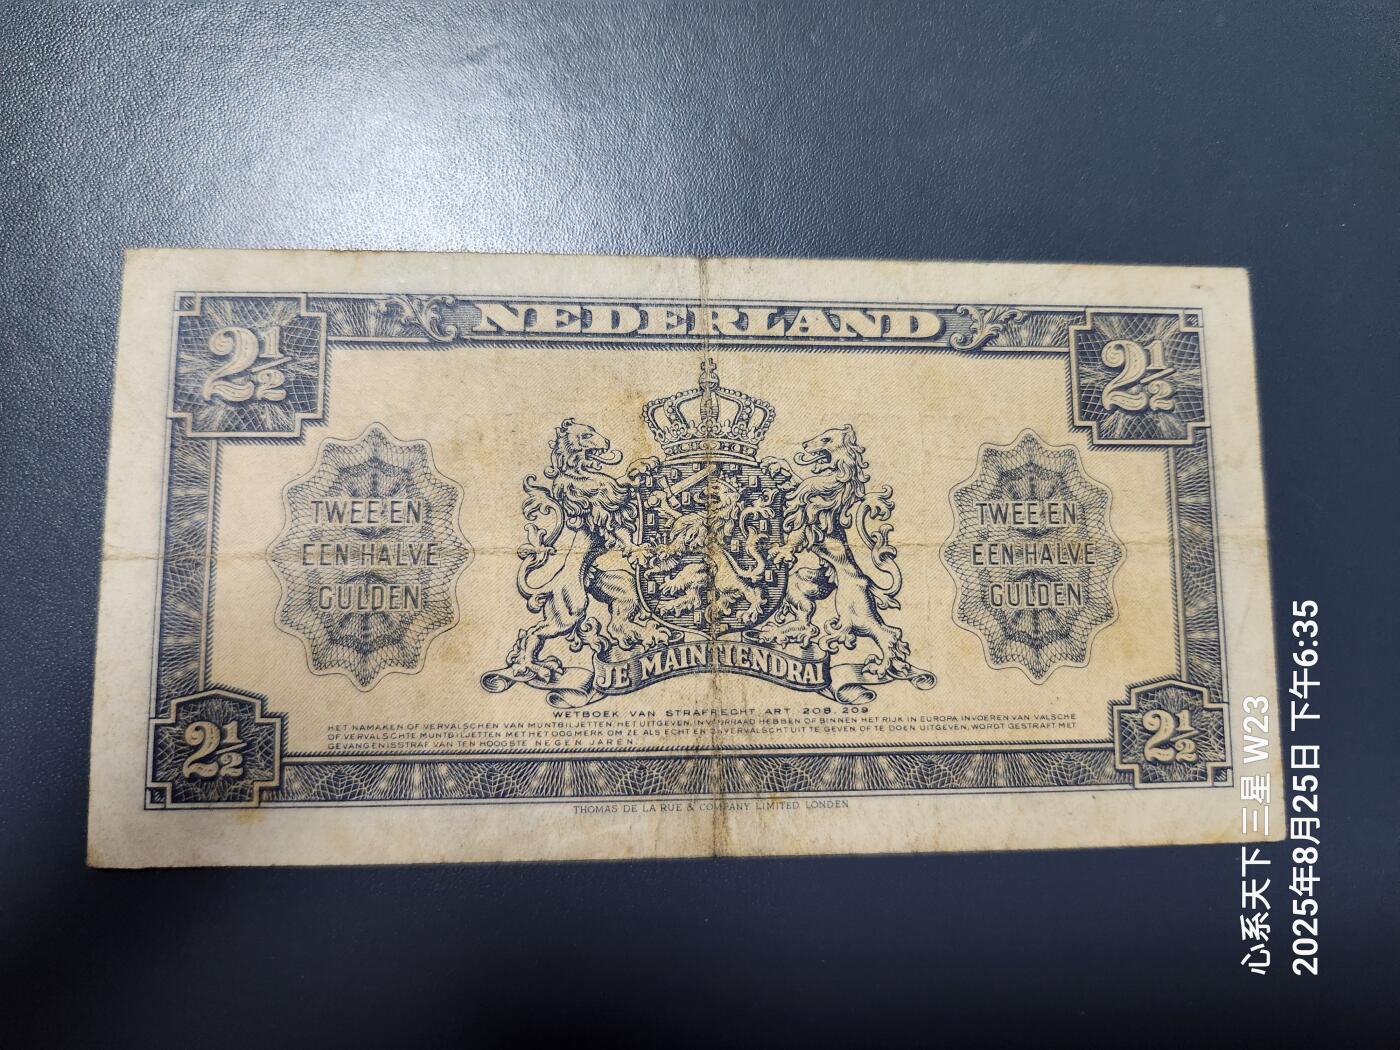 NEDERLAND
2½
2½
TWEE EN
EEN HALVE
GULDEN
TWEE EN
EEN HALVE
GULDEN
JE MAINTIENDRAI
WETBOEK VAN STRAFRECHT ART. 208, 209
HET NAMAKEN OF VERVALSCHEN VAN MUNTBILJETTEN, HET UITGEVEN, IN VOORRAAD HEBBEN OF BINNEN HET RIJK IN EUROPA INVOEREN VAN VALSCHE
OF VERVALSCHTE MUNTBILJETTEN MET HET OOGMERK OM ZE ALS ECHT EN ONVERVALSCHT UIT TE GEVEN OF TE DOEN UITGEVEN, WORDT GESTRAFT MET
GEVANGENISSTRAF VAN TEN HOOGSTE NEGEN JAREN.
2½
2½
THOMAS DE LA RUE & COMPANY LIMITED, LONDEN
心系天下 三星 W23
2025年8月25日 下午6:35